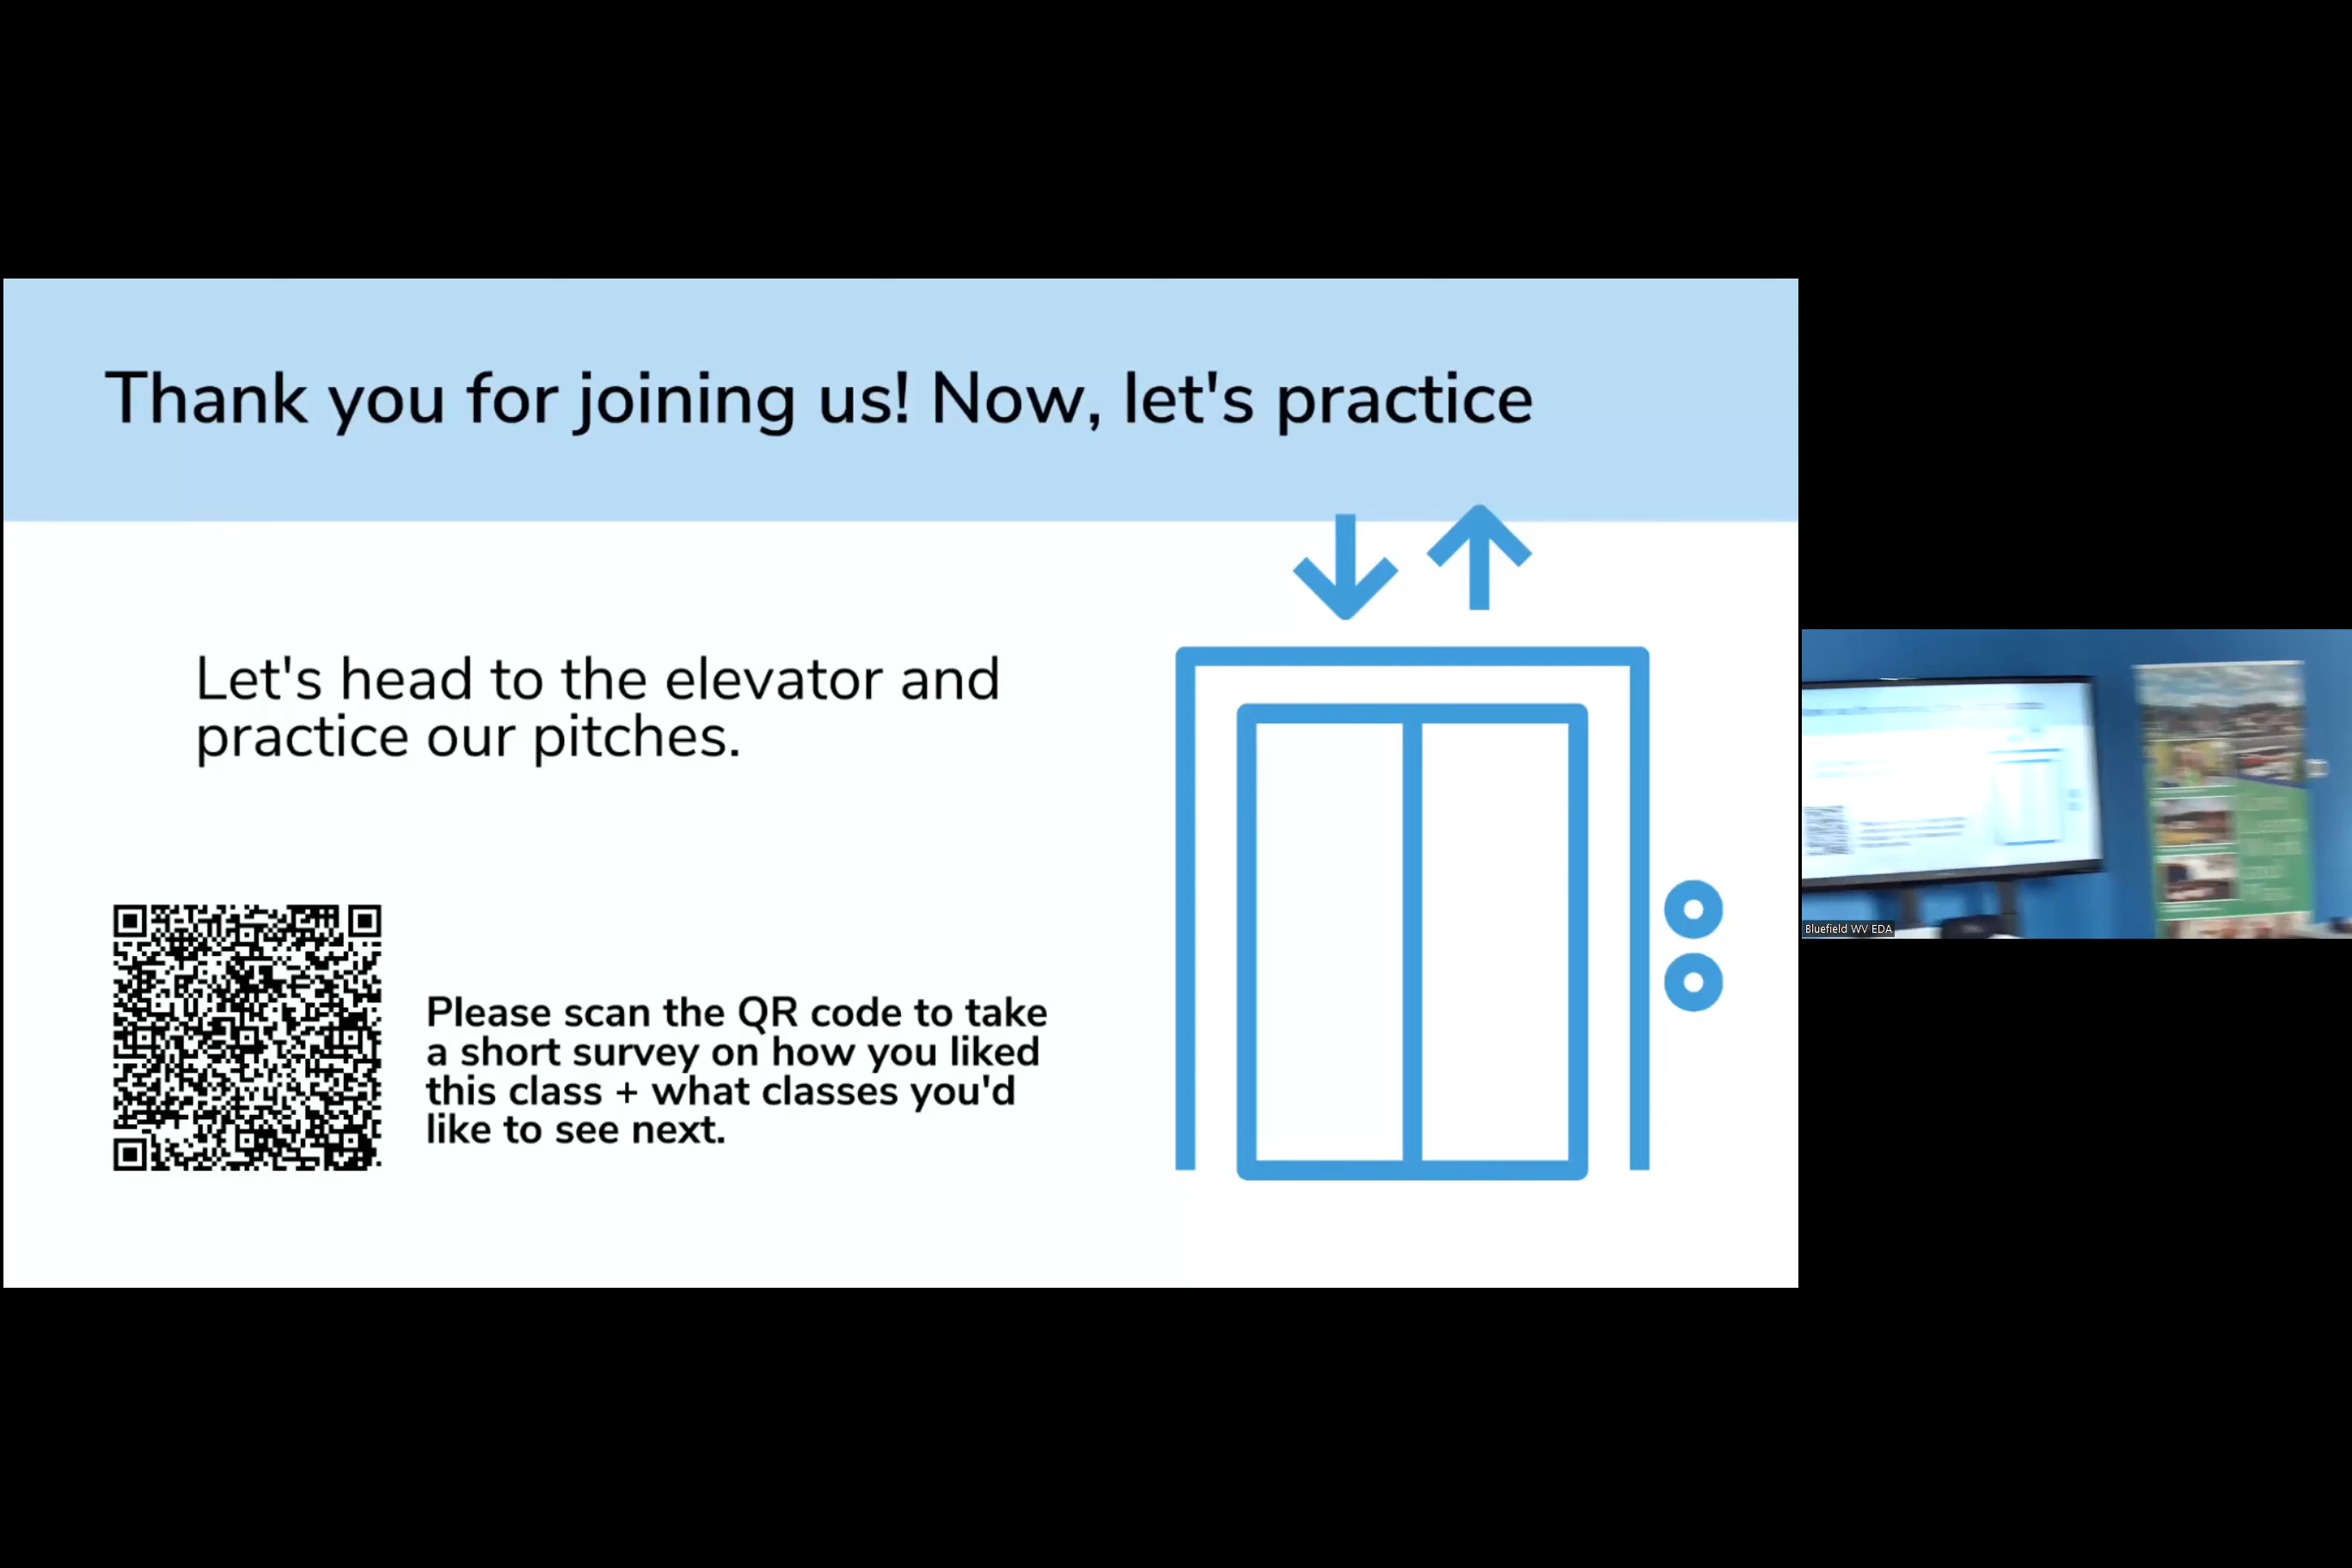 Thank you for joining us! Now, let's practice
Let's head to the elevator and
practice our pitches.
Please scan the QR code to take
a short survey on how you liked
this class + what classes you'd
like to see next.
Bluefield WV EDA